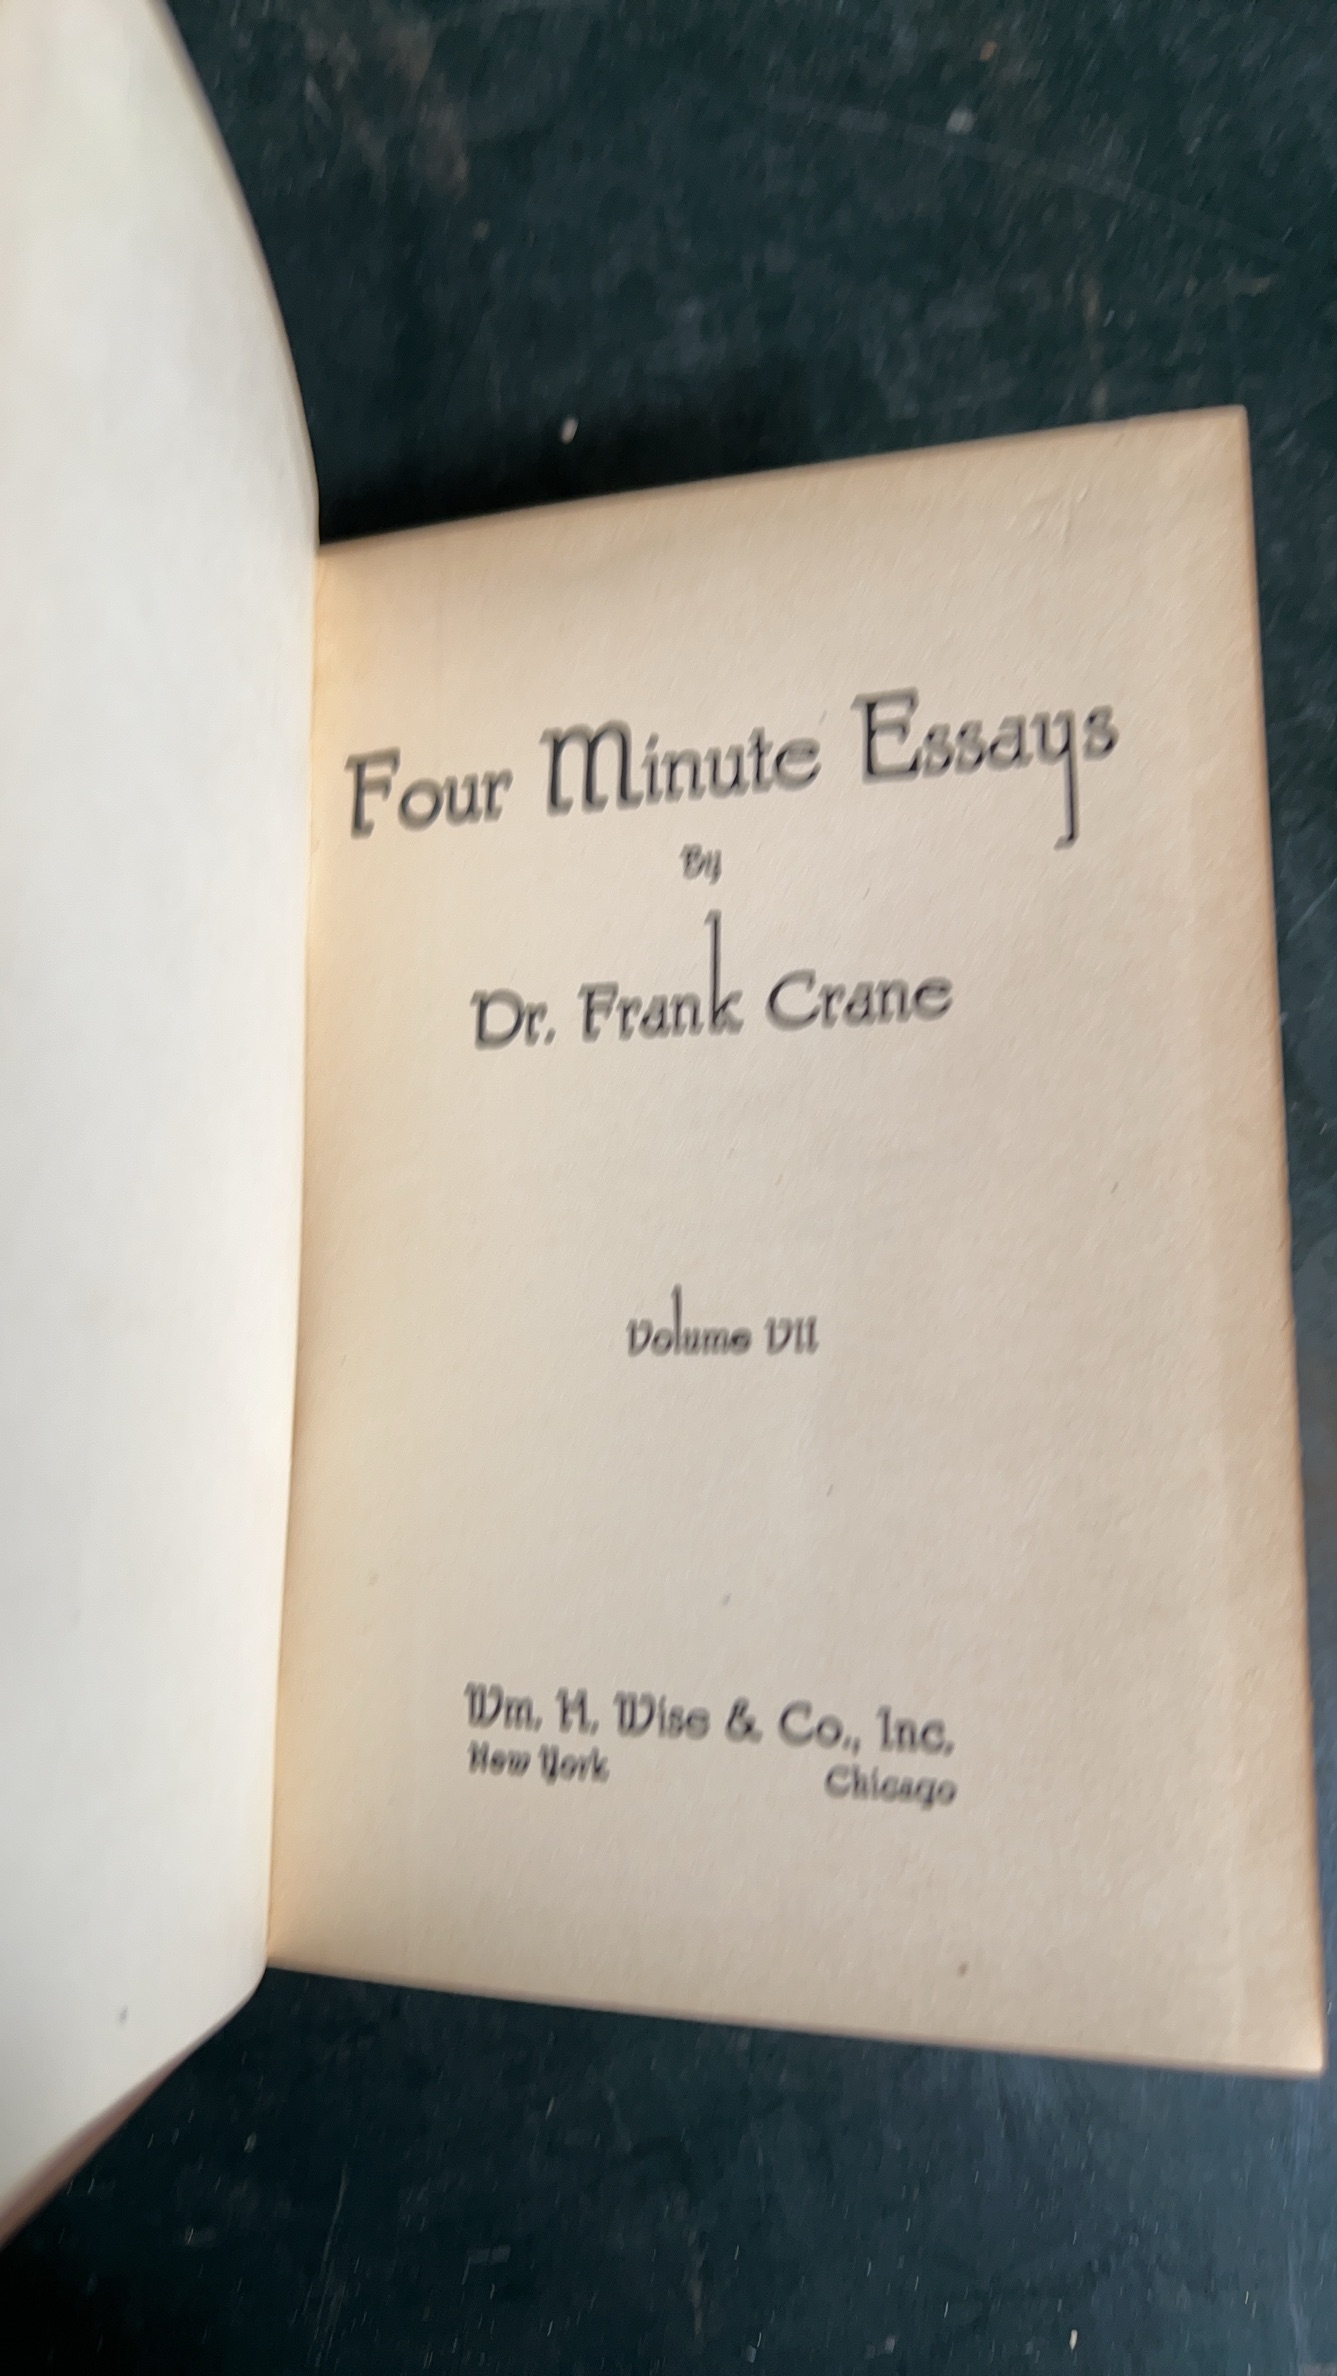 Four Minute Essays
By
Dr. Frank Crane
Volume VII
Wm. H. Wise & Co., Inc.
New York Chicago